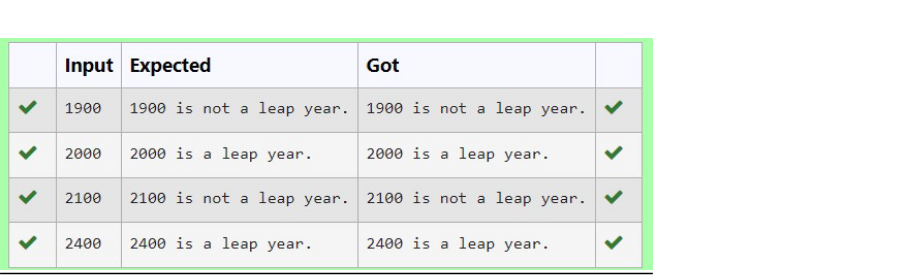 Input Expected Got
1900 1900 is not a leap year. 1900 is not a leap year.
2000 2000 is a leap year. 2000 is a leap year.
2100 2100 is not a leap year. 2100 is not a leap year.
2400 2400 is a leap year. 2400 is a leap year.